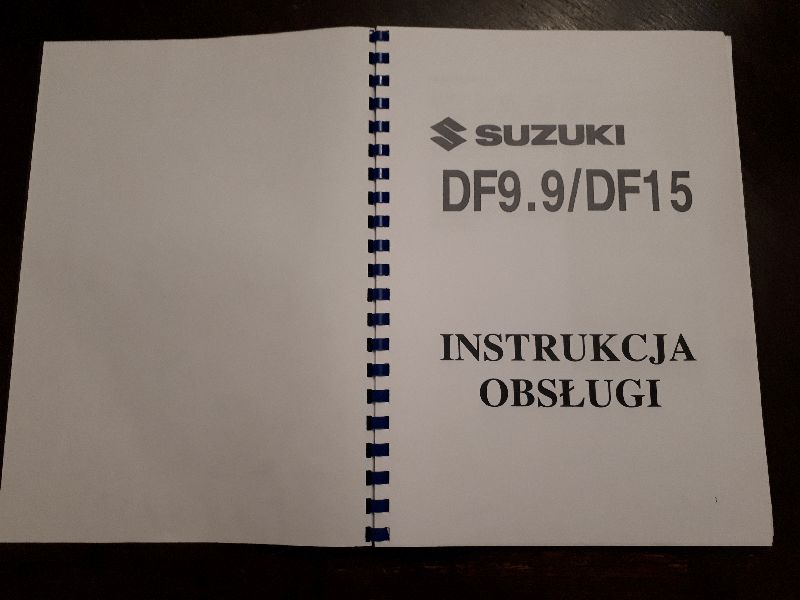 SUZUKI
DF9.9/DF15
INSTRUKCJA
OBSŁUGI